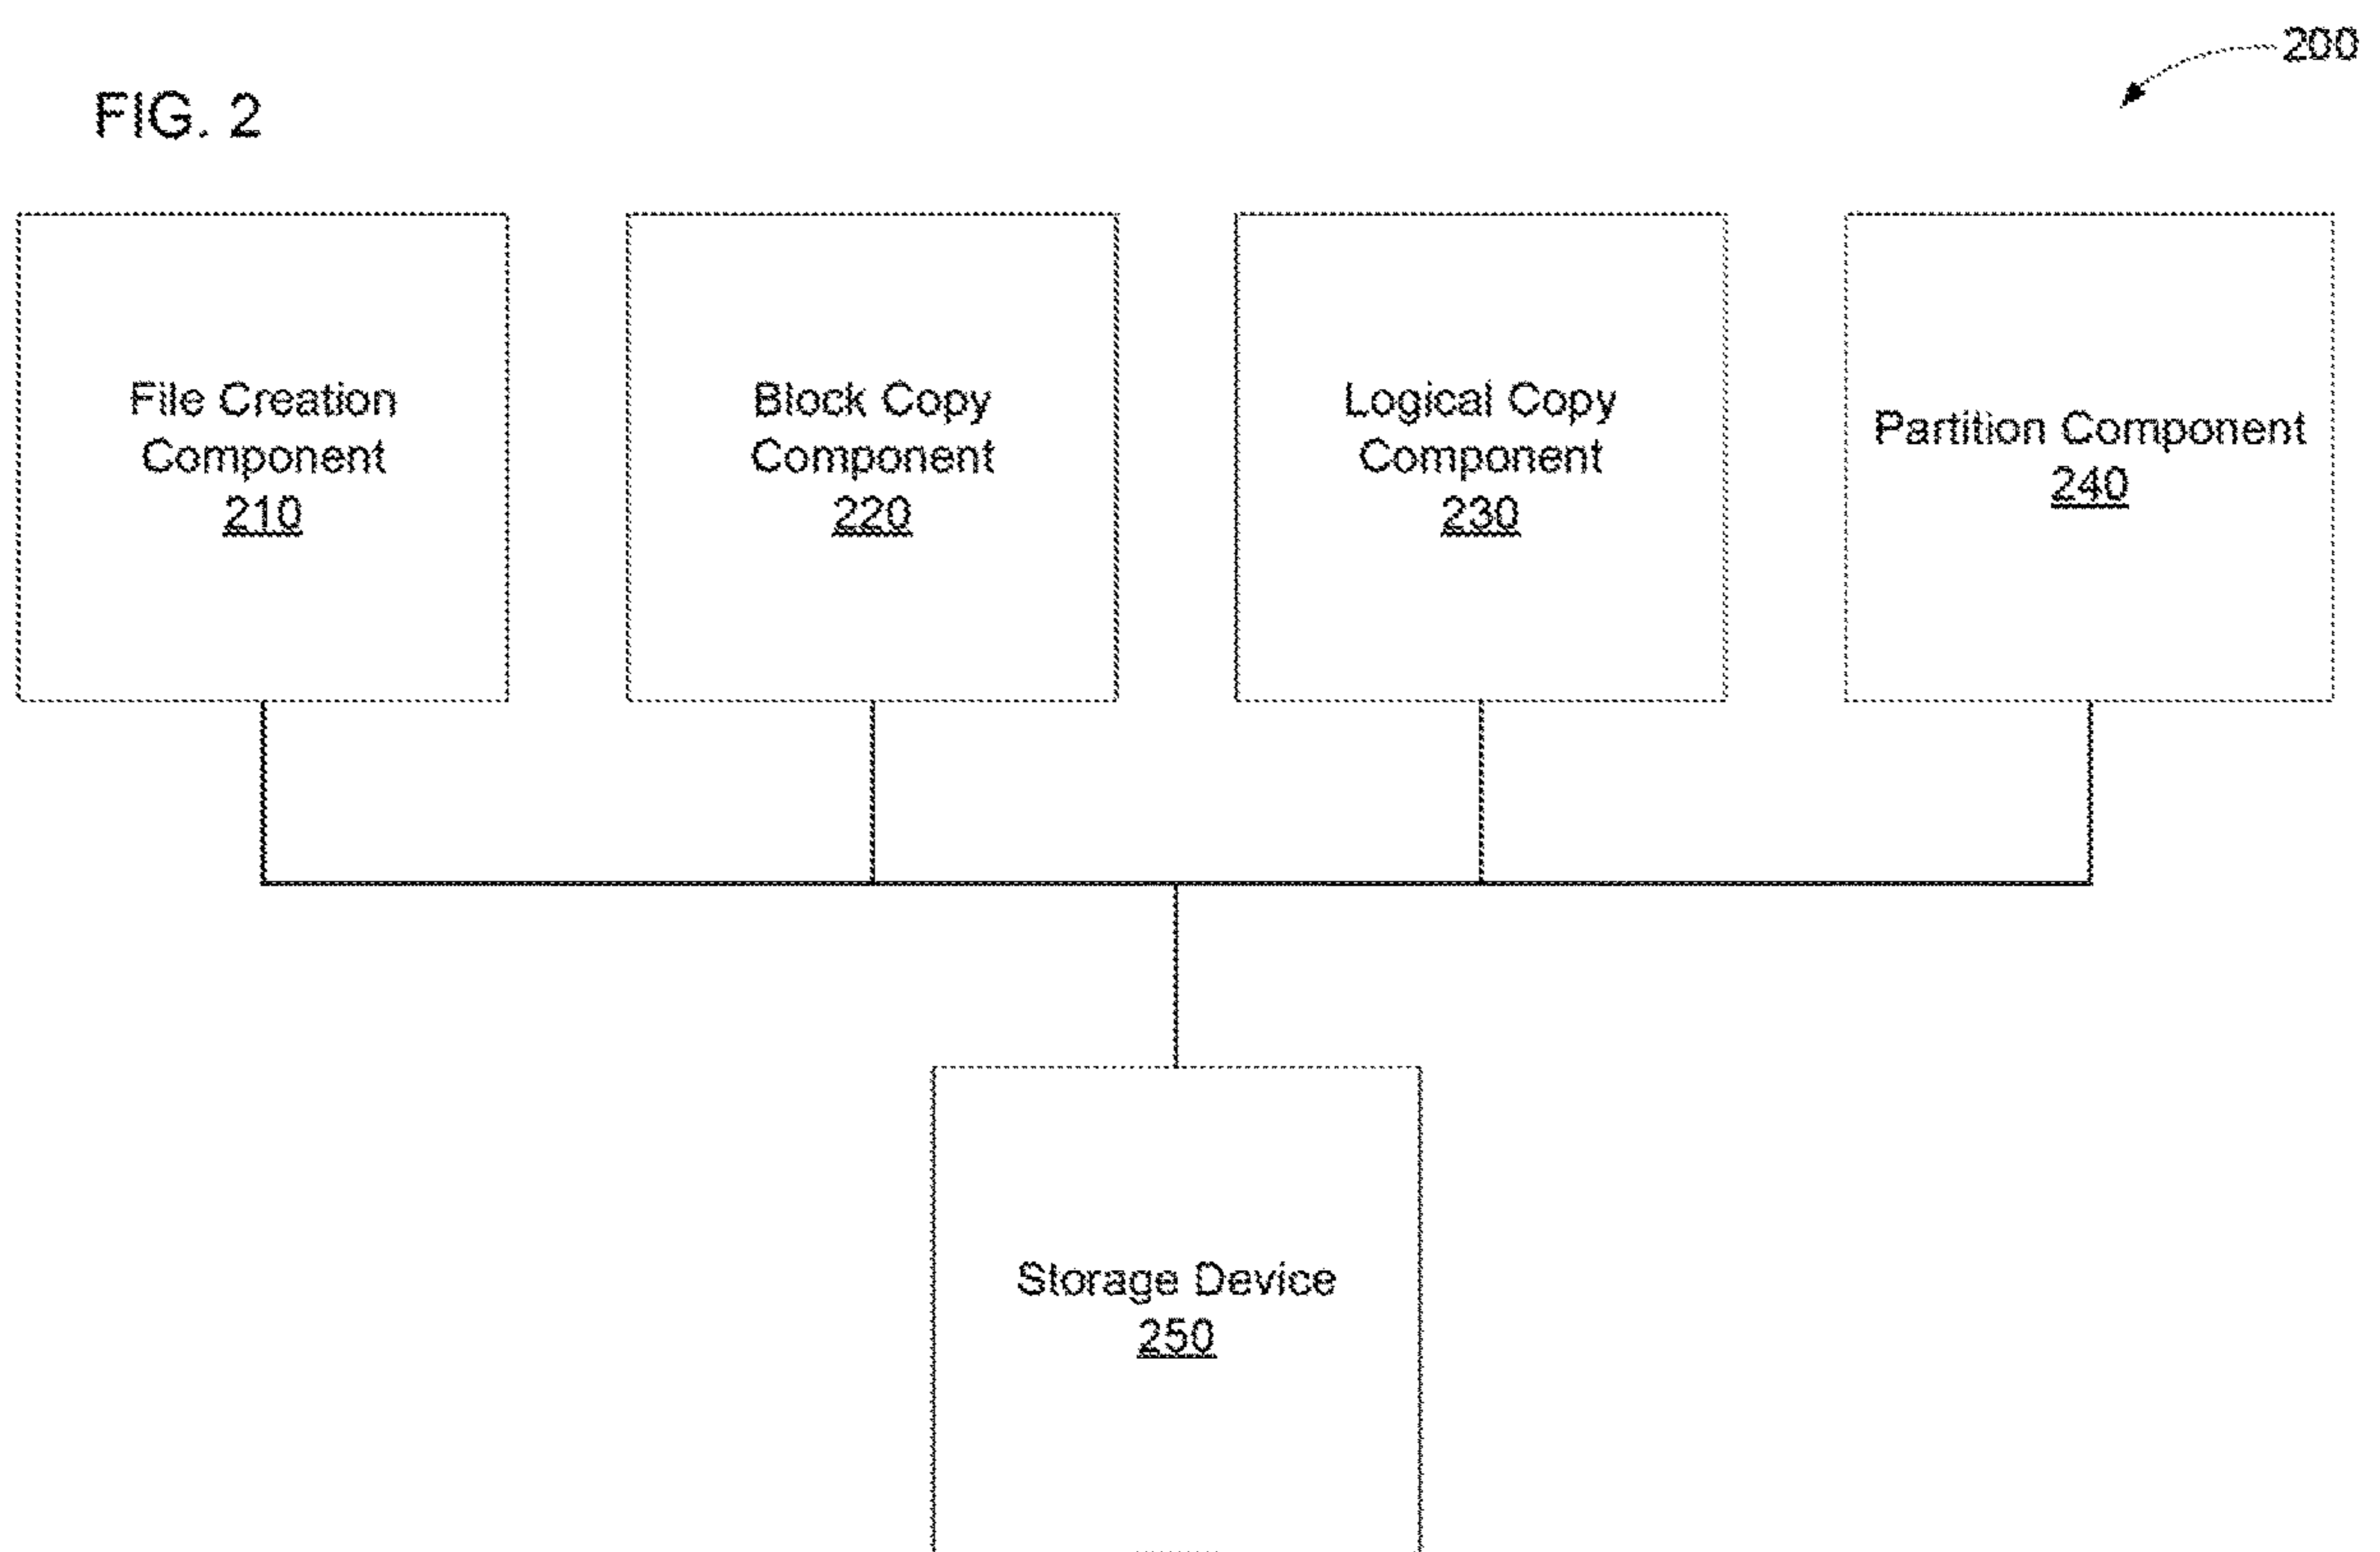 200
FIG. 2
File Creation
Component
210
Block Copy
Component
220
Logical Copy
Component
230
Partition Component
240
Storage Device
250